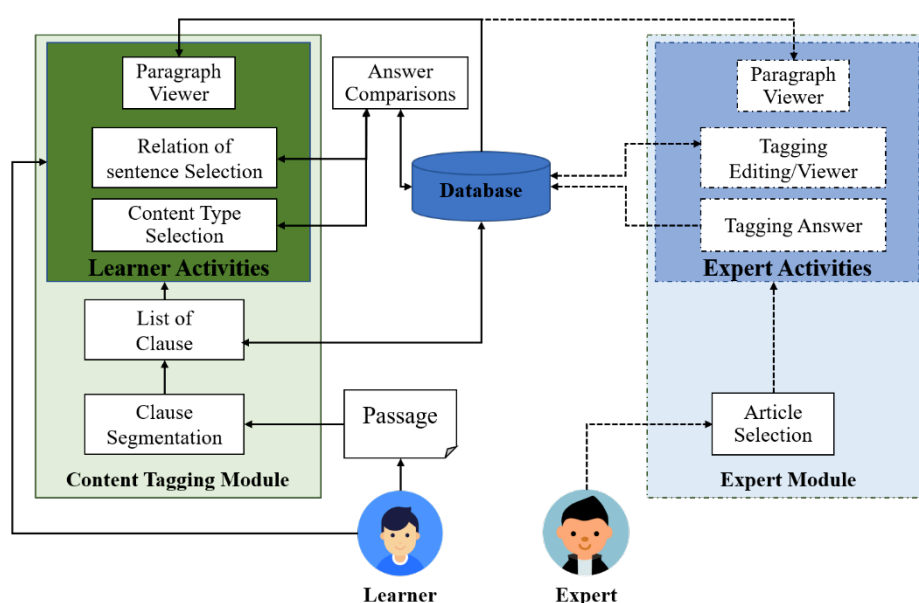 Paragraph
Viewer
Answer
Comparisons
Relation of
sentence Selection
Content Type
Selection
Learner Activities
List of
Clause
Clause
Segmentation
Content Tagging Module
Passage
Database
Learner
Expert
Paragraph
Viewer
Tagging
Editing/Viewer
Tagging Answer
Expert Activities
Article
Selection
Expert Module